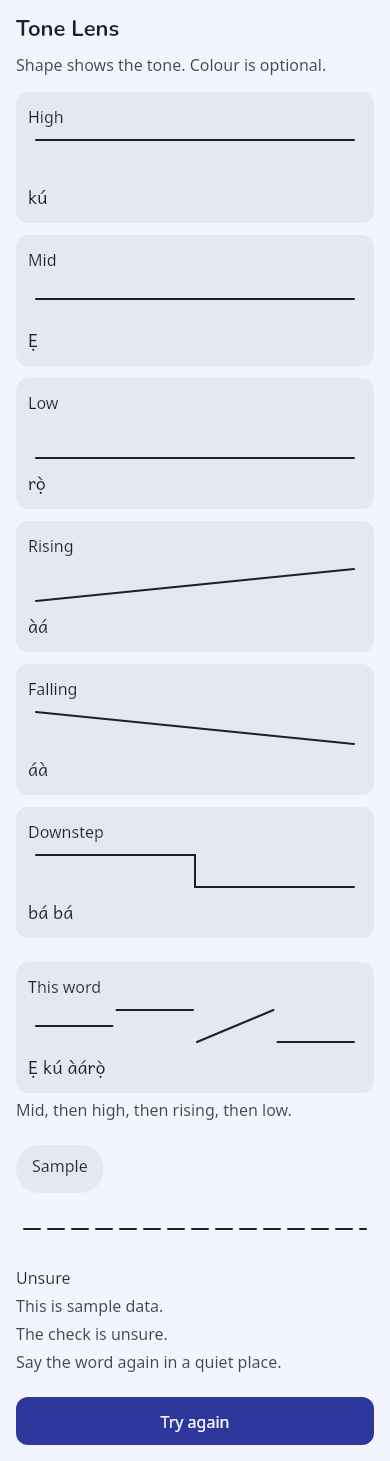 Tone Lens
Shape shows the tone. Colour is optional.
High
kú
Mid
Ẹ
Low
rọ̀
Rising
àá
Falling
áà
Downstep
bá bá
This word
Ẹ kú àárọ̀
Mid, then high, then rising, then low.
Sample
Unsure
This is sample data.
The check is unsure.
Say the word again in a quiet place.
Try again